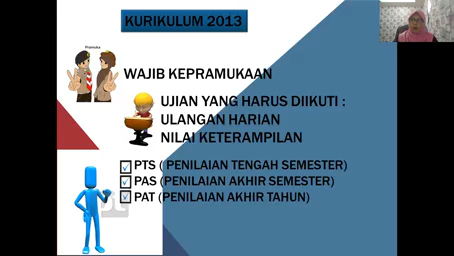 KURIKULUM 2013
Pramuka
WAJIB KEPRAMUKAAN
UJIAN YANG HARUS DIIKUTI :
ULANGAN HARIAN
NILAI KETERAMPILAN
PTS ( PENILAIAN TENGAH SEMESTER)
PAS (PENILAIAN AKHIR SEMESTER)
PAT (PENILAIAN AKHIR TAHUN)